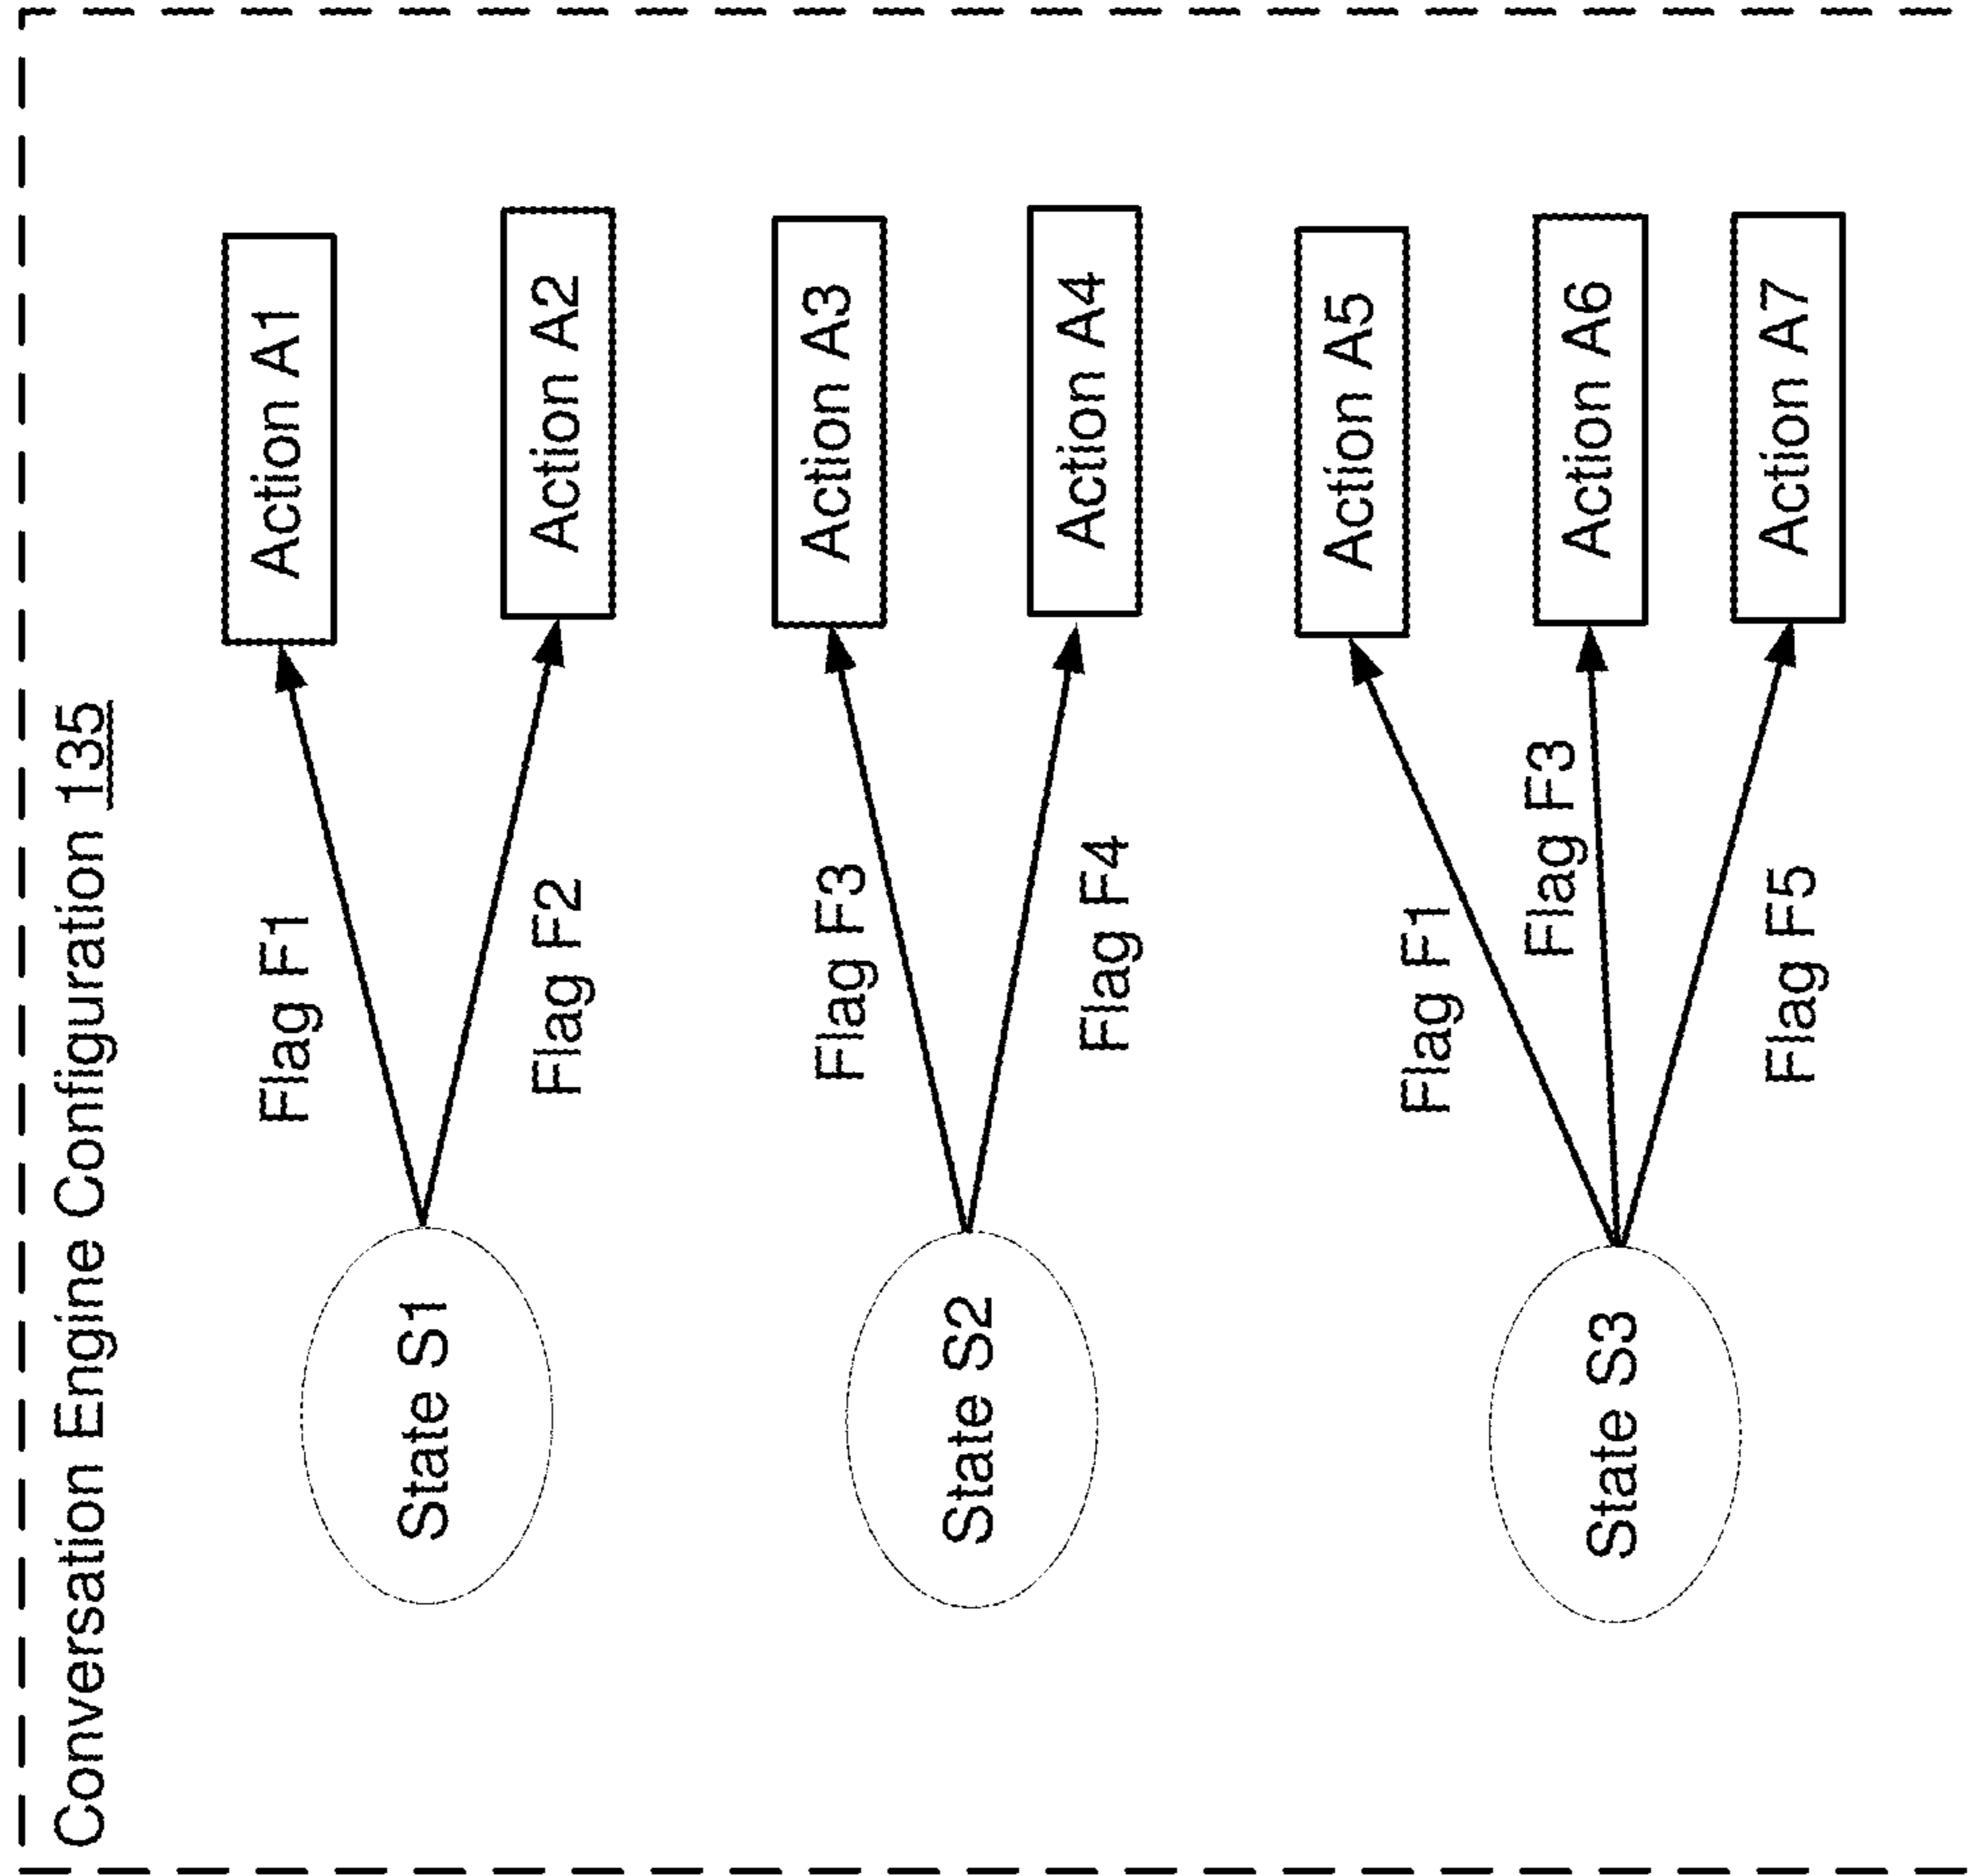 Conversation Engine Configuration 135
Flag F1
Action A1
State S1
Flag F2
Action A2
Flag F3
Action A3
State S2
Flag F4
Action A4
Flag F1
Action A5
State S3
Flag F3
Action A6
Flag F5
Action A7